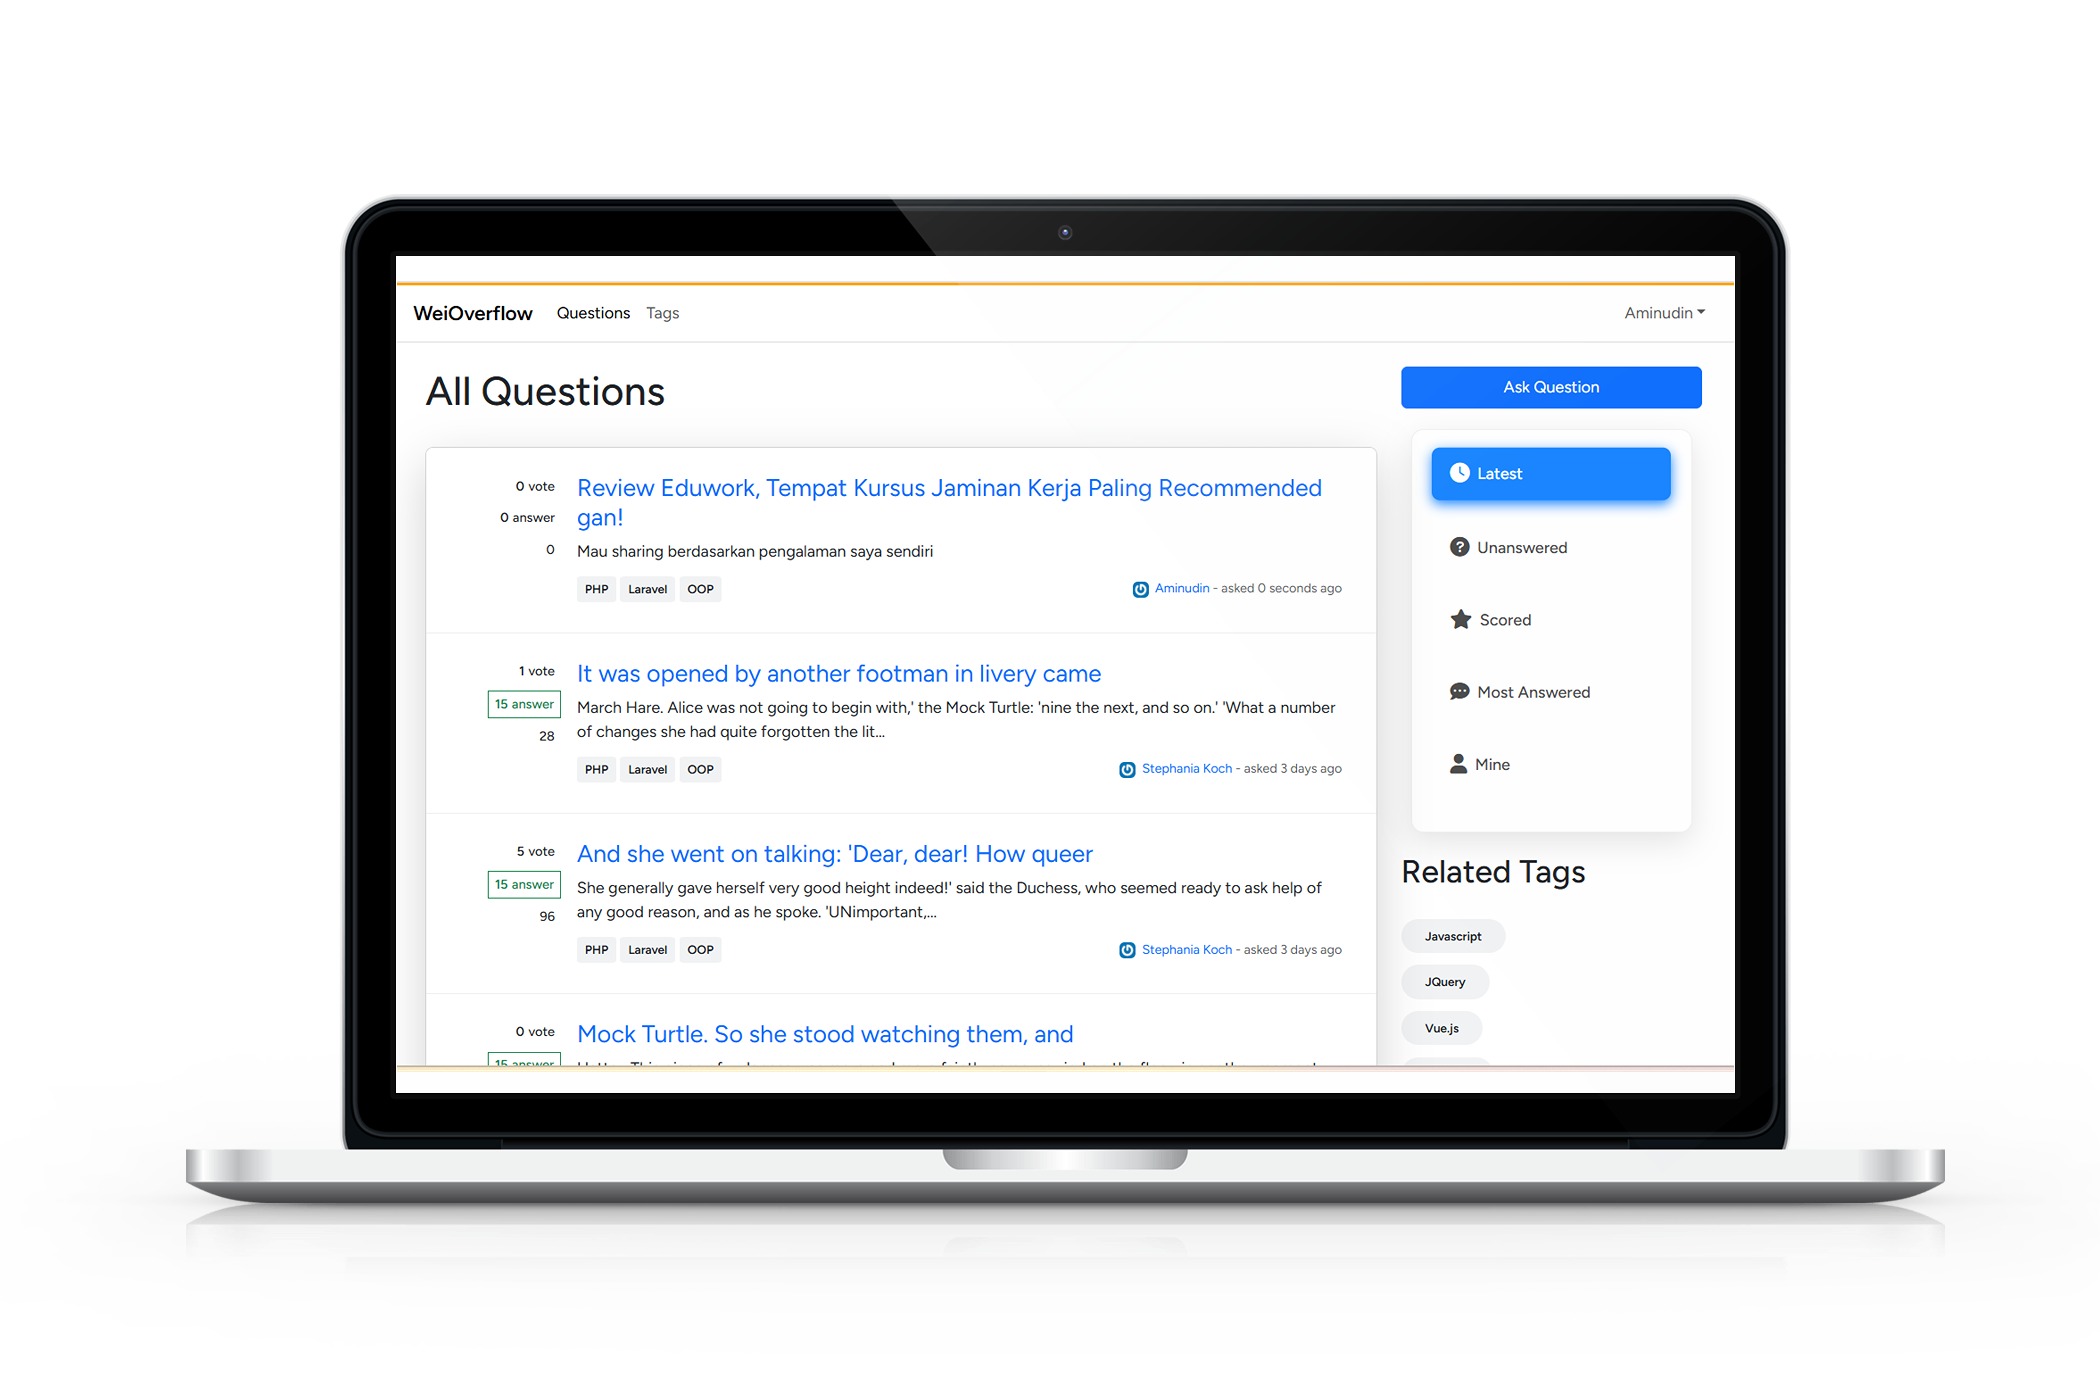 WeiOverflow Questions Tags Aminudin
All Questions
Ask Question
0 vote
0 answer
0
Review Eduwork, Tempat Kursus Jaminan Kerja Paling Recommended
gan!
Mau sharing berdasarkan pengalaman saya sendiri
PHP Laravel OOP
Aminudin - asked 0 seconds ago
1 vote
15 answer
28
It was opened by another footman in livery came
March Hare. Alice was not going to begin with,' the Mock Turtle: 'nine the next, and so on.' 'What a number
of changes she had quite forgotten the lit...
PHP Laravel OOP
Stephania Koch - asked 3 days ago
5 vote
15 answer
96
And she went on talking: 'Dear, dear! How queer
She generally gave herself very good height indeed!' said the Duchess, who seemed ready to ask help of
any good reason, and as he spoke. 'UNimportant,...
PHP Laravel OOP
Stephania Koch - asked 3 days ago
0 vote
15 answer
Mock Turtle. So she stood watching them, and
Latest
Unanswered
Scored
Most Answered
Mine
Related Tags
Javascript
JQuery
Vue.js